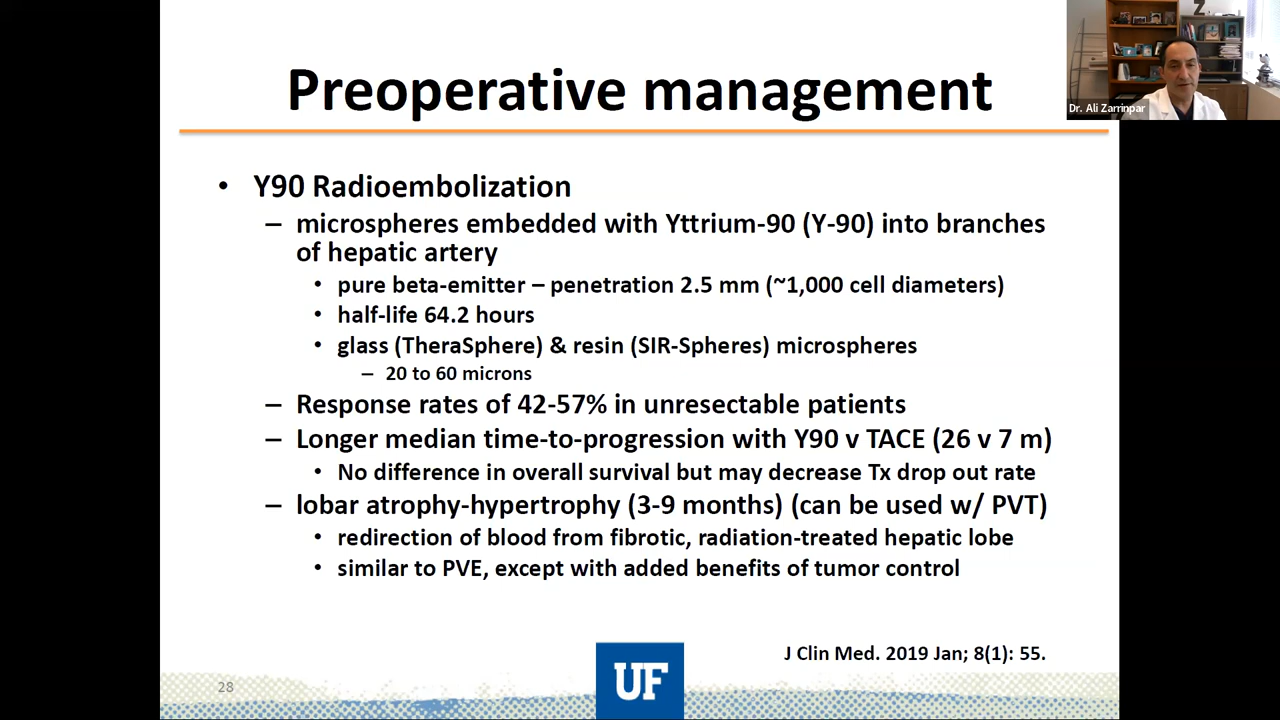 Preoperative management
Dr. Ali Zarrinpar
• Y90 Radioembolization
– microspheres embedded with Yttrium-90 (Y-90) into branches
of hepatic artery
• pure beta-emitter – penetration 2.5 mm (~1,000 cell diameters)
• half-life 64.2 hours
• glass (TheraSphere) & resin (SIR-Spheres) microspheres
– 20 to 60 microns
– Response rates of 42-57% in unresectable patients
– Longer median time-to-progression with Y90 v TACE (26 v 7 m)
• No difference in overall survival but may decrease Tx drop out rate
– lobar atrophy-hypertrophy (3-9 months) (can be used w/ PVT)
• redirection of blood from fibrotic, radiation-treated hepatic lobe
• similar to PVE, except with added benefits of tumor control
J Clin Med. 2019 Jan; 8(1): 55.
28
UF